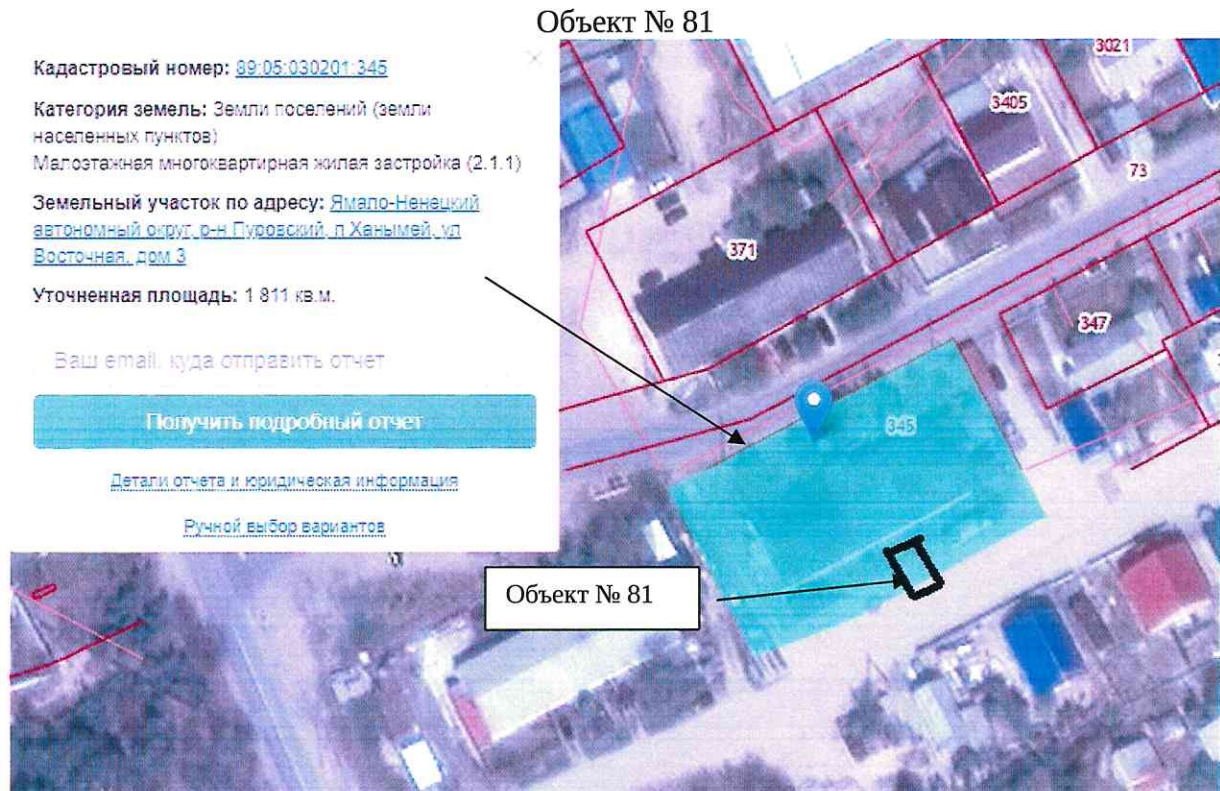 Объект № 81
Кадастровый номер: 89:05:030201:345
Категория земель: Земли поселений (земли
населенных пунктов)
Малоэтажная многоквартирная жилая застройка (2.1.1)
Земельный участок по адресу: Ямало-Ненецкий
автономный округ, р-н Пуровский, п Ханымей, ул
Восточная, дом 3
Уточненная площадь: 1 811 кв.м.
Ваш email, куда отправить отчет
Получить подробный отчет
Детали отчета и юридическая информация
Ручной выбор вариантов
3021
3405
73
371
347
345
Объект № 81